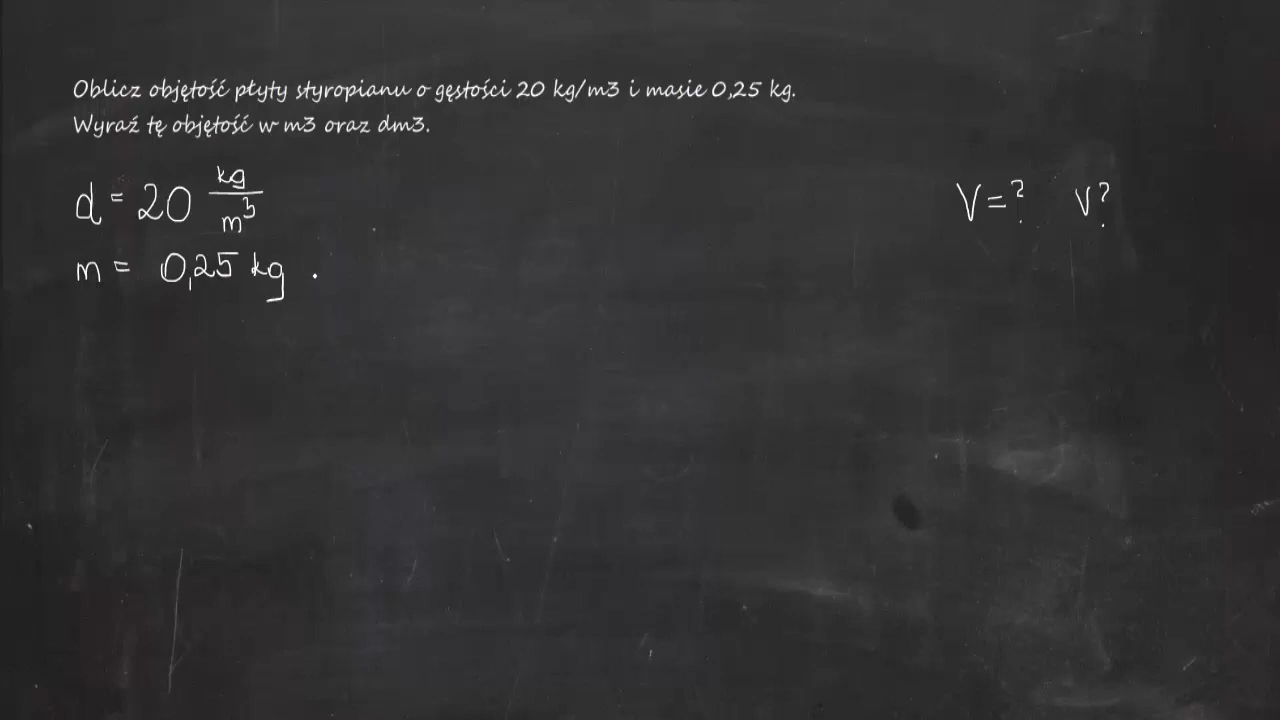 Oblicz objętość płyty styropianu o gęstości 20 kg/m3 i masie 0,25 kg.
Wyraź tę objętość w m3 oraz dm3.
d = 20 kg/m³ V=? V?
m = 0,25 kg .